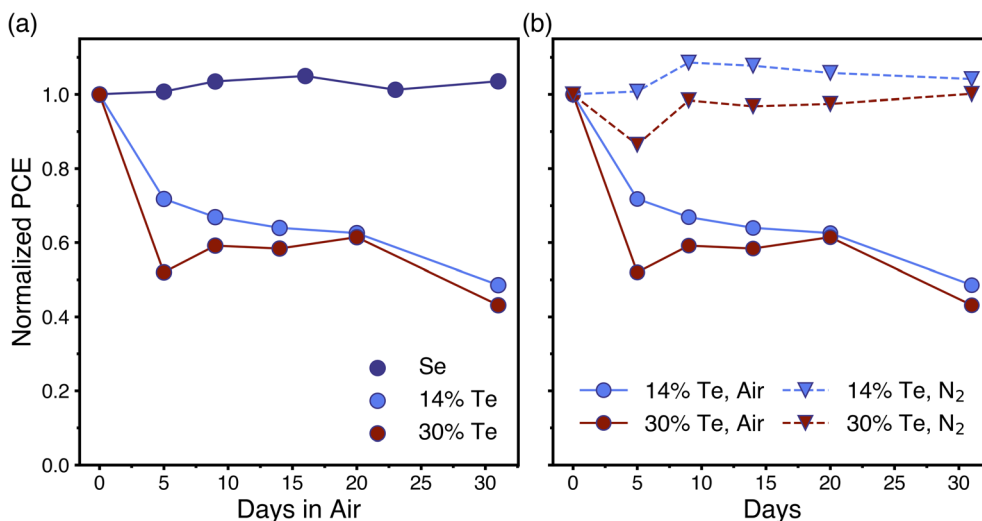 (a)
(b)
Normalized PCE
1.0
0.8
0.6
0.4
0.2
0.0
Se
14% Te
30% Te
0 5 10 15 20 25 30
Days in Air
14% Te, Air
14% Te, N₂
30% Te, Air
30% Te, N₂
0 5 10 15 20 25 30
Days